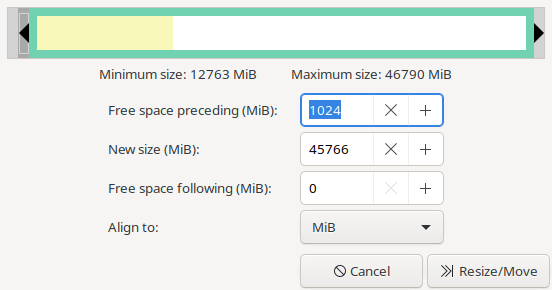 Minimum size: 12763 MiB Maximum size: 46790 MiB
Free space preceding (MiB): 1024
New size (MiB): 45766
Free space following (MiB): 0
Align to: MiB
Cancel Resize/Move